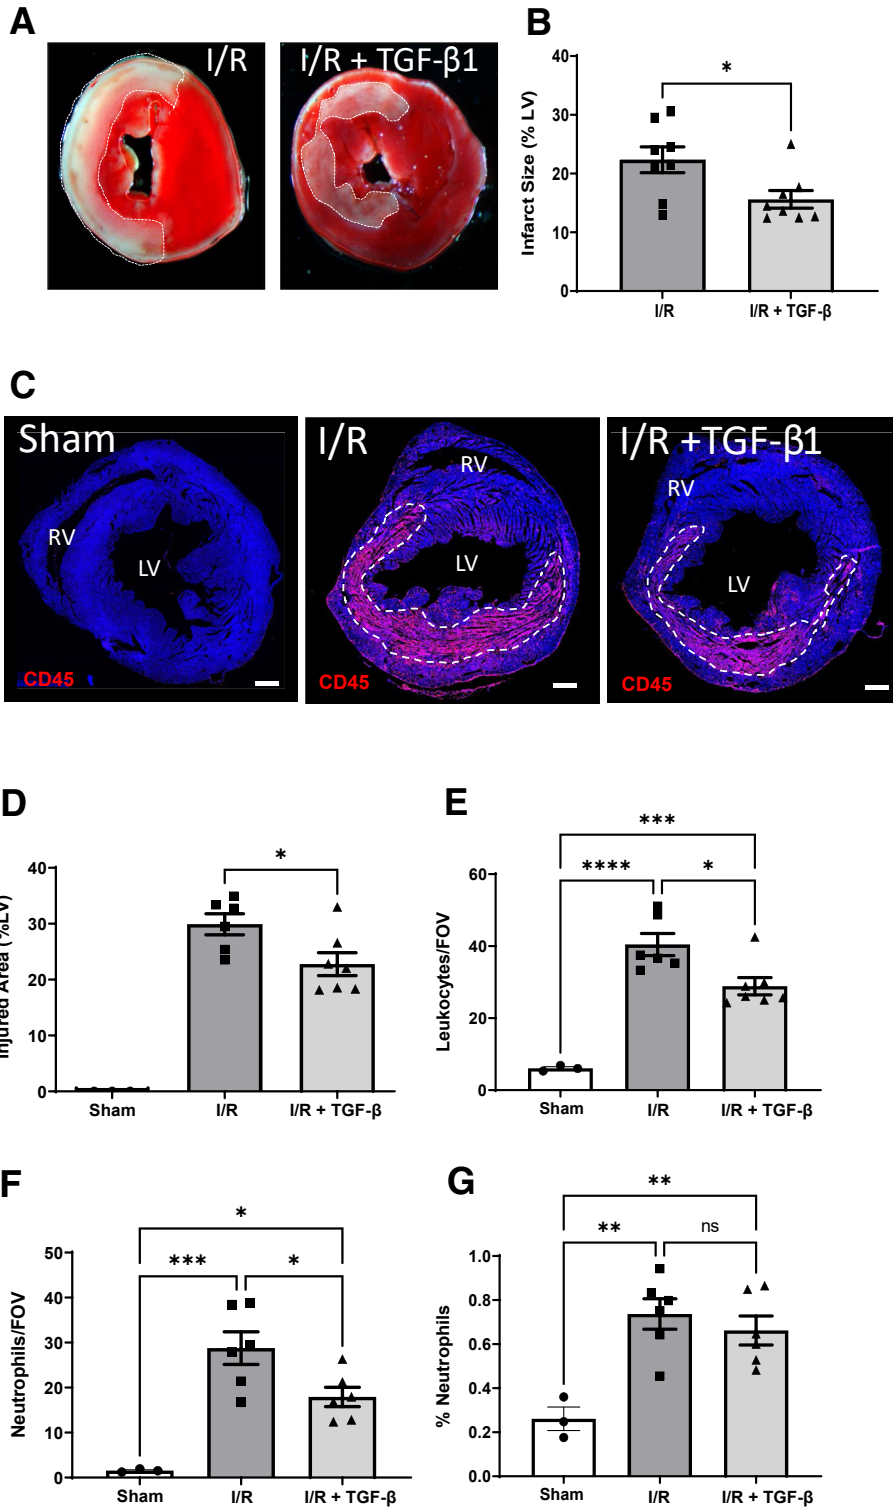 A
I/R
I/R + TGF-β1
B
Infarct Size (% LV)
40
30
20
10
0
*
I/R
I/R + TGF-β
C
Sham
RV
LV
CD45
I/R
RV
LV
CD45
I/R +TGF-β1
RV
LV
CD45
D
Injured Area (%LV)
40
30
20
10
0
*
Sham
I/R
I/R + TGF-β
E
Leukocytes/FOV
60
40
20
0
***
****
*
Sham
I/R
I/R + TGF-β
F
Neutrophils/FOV
50
40
30
20
10
0
*
***
*
Sham
I/R
I/R + TGF-β
G
% Neutrophils
1.0
0.8
0.6
0.4
0.2
0.0
**
**
ns
Sham
I/R
I/R + TGF-β